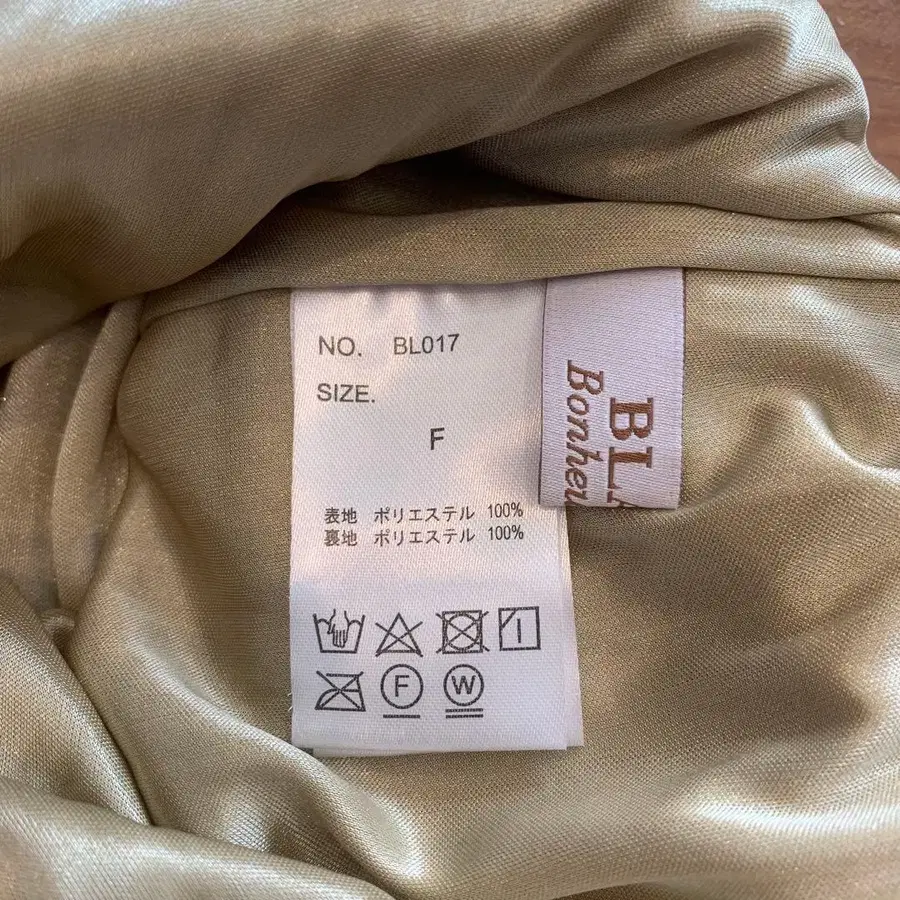 NO. BL017
SIZE.
F
表地 ポリエステル 100%
裏地 ポリエステル 100%
F
W
BL
Bonheu